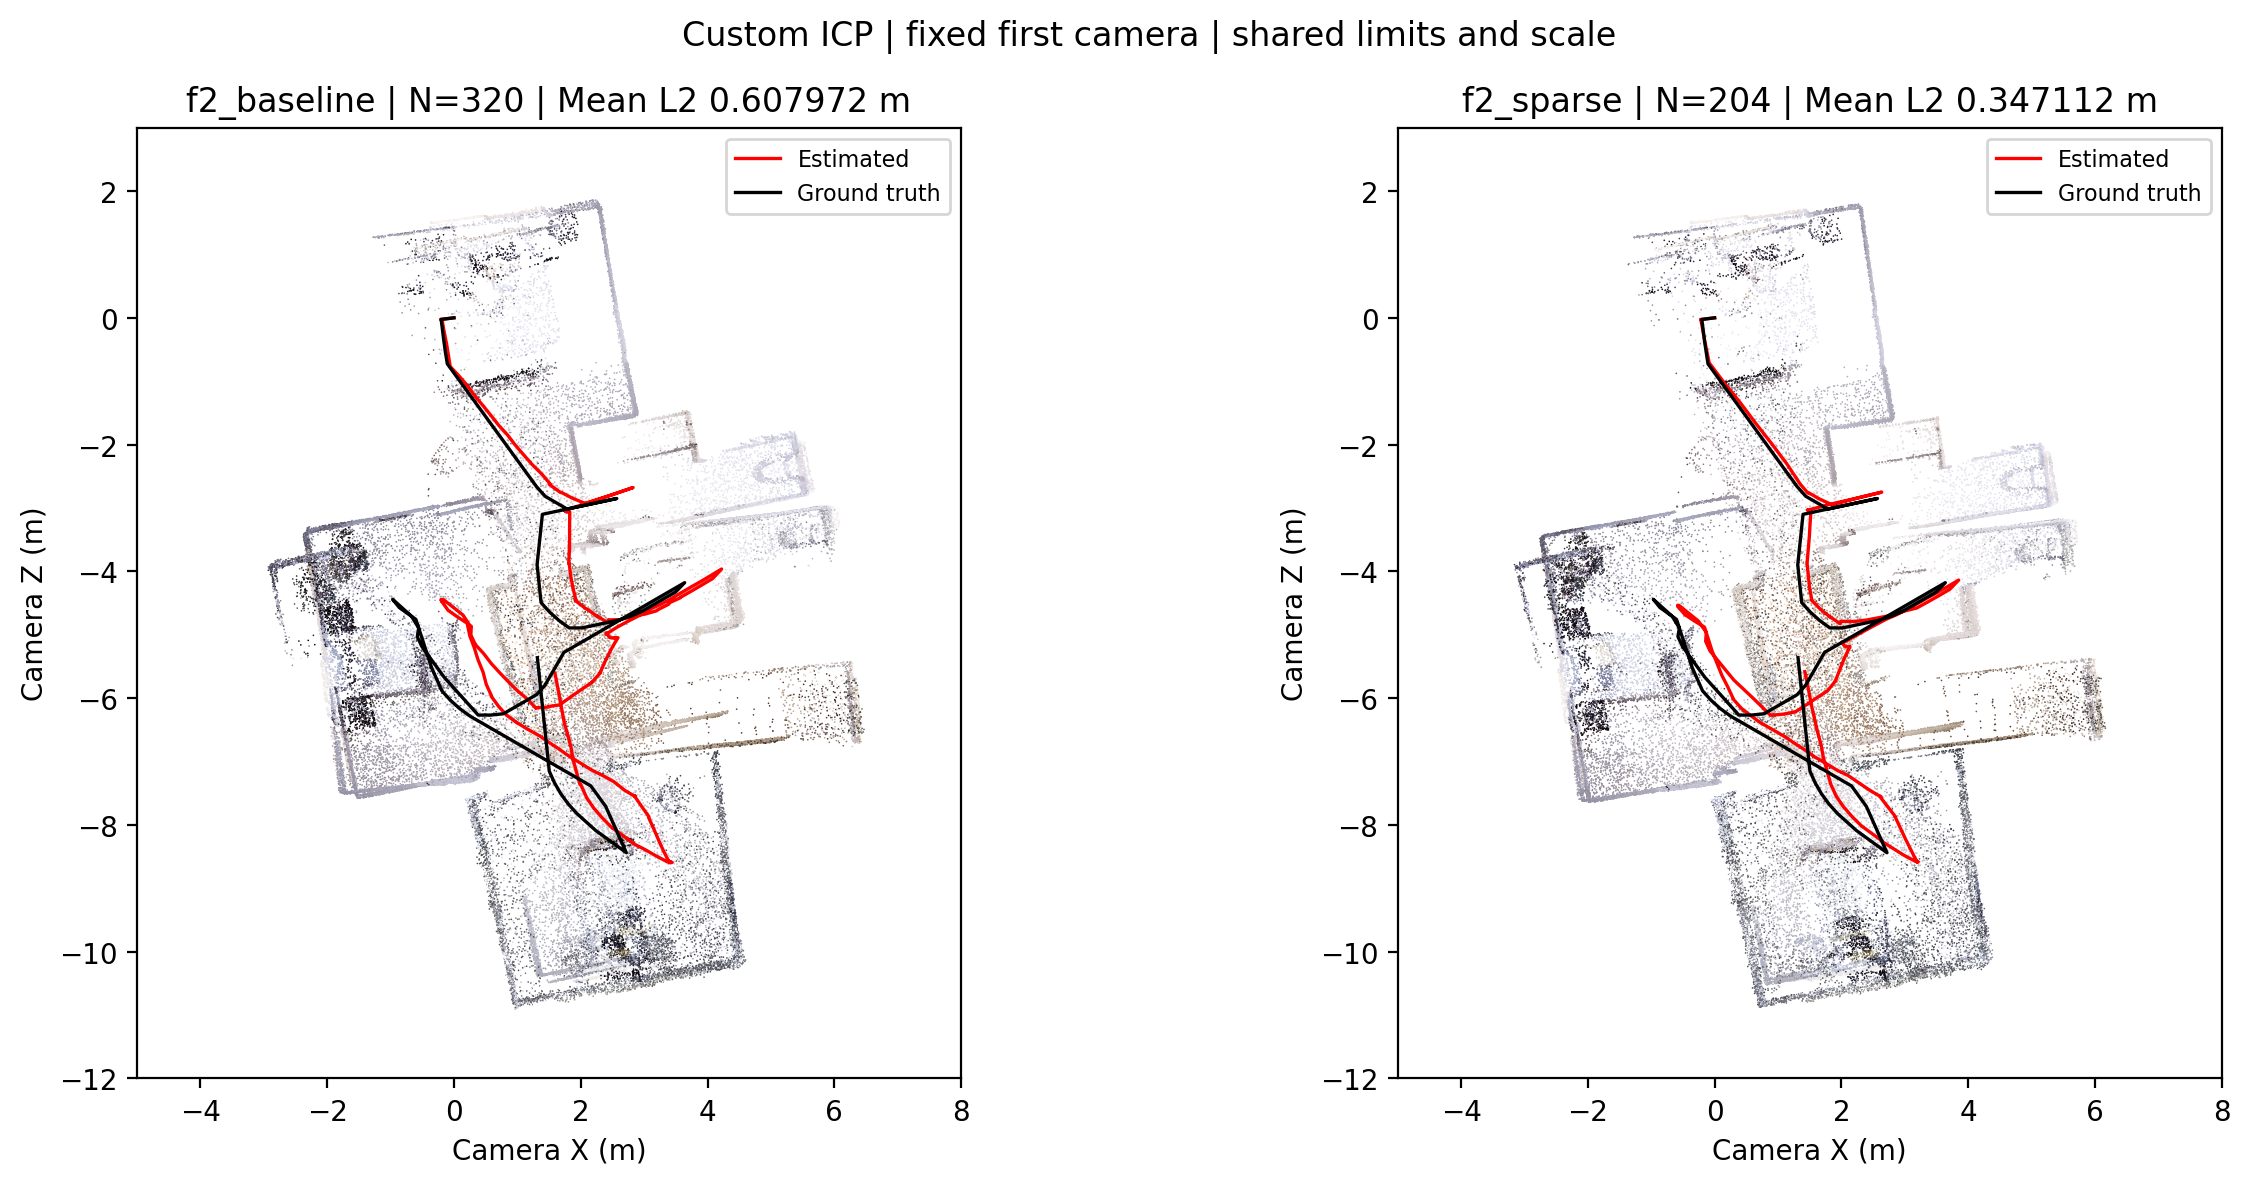 Custom ICP | fixed first camera | shared limits and scale
f2_baseline | N=320 | Mean L2 0.607972 m
Estimated
Ground truth
2
0
−2
−4
−6
−8
−10
−12
Camera Z (m)
−4
−2
0
2
4
6
8
Camera X (m)
f2_sparse | N=204 | Mean L2 0.347112 m
Estimated
Ground truth
2
0
−2
−4
−6
−8
−10
−12
Camera Z (m)
−4
−2
0
2
4
6
8
Camera X (m)